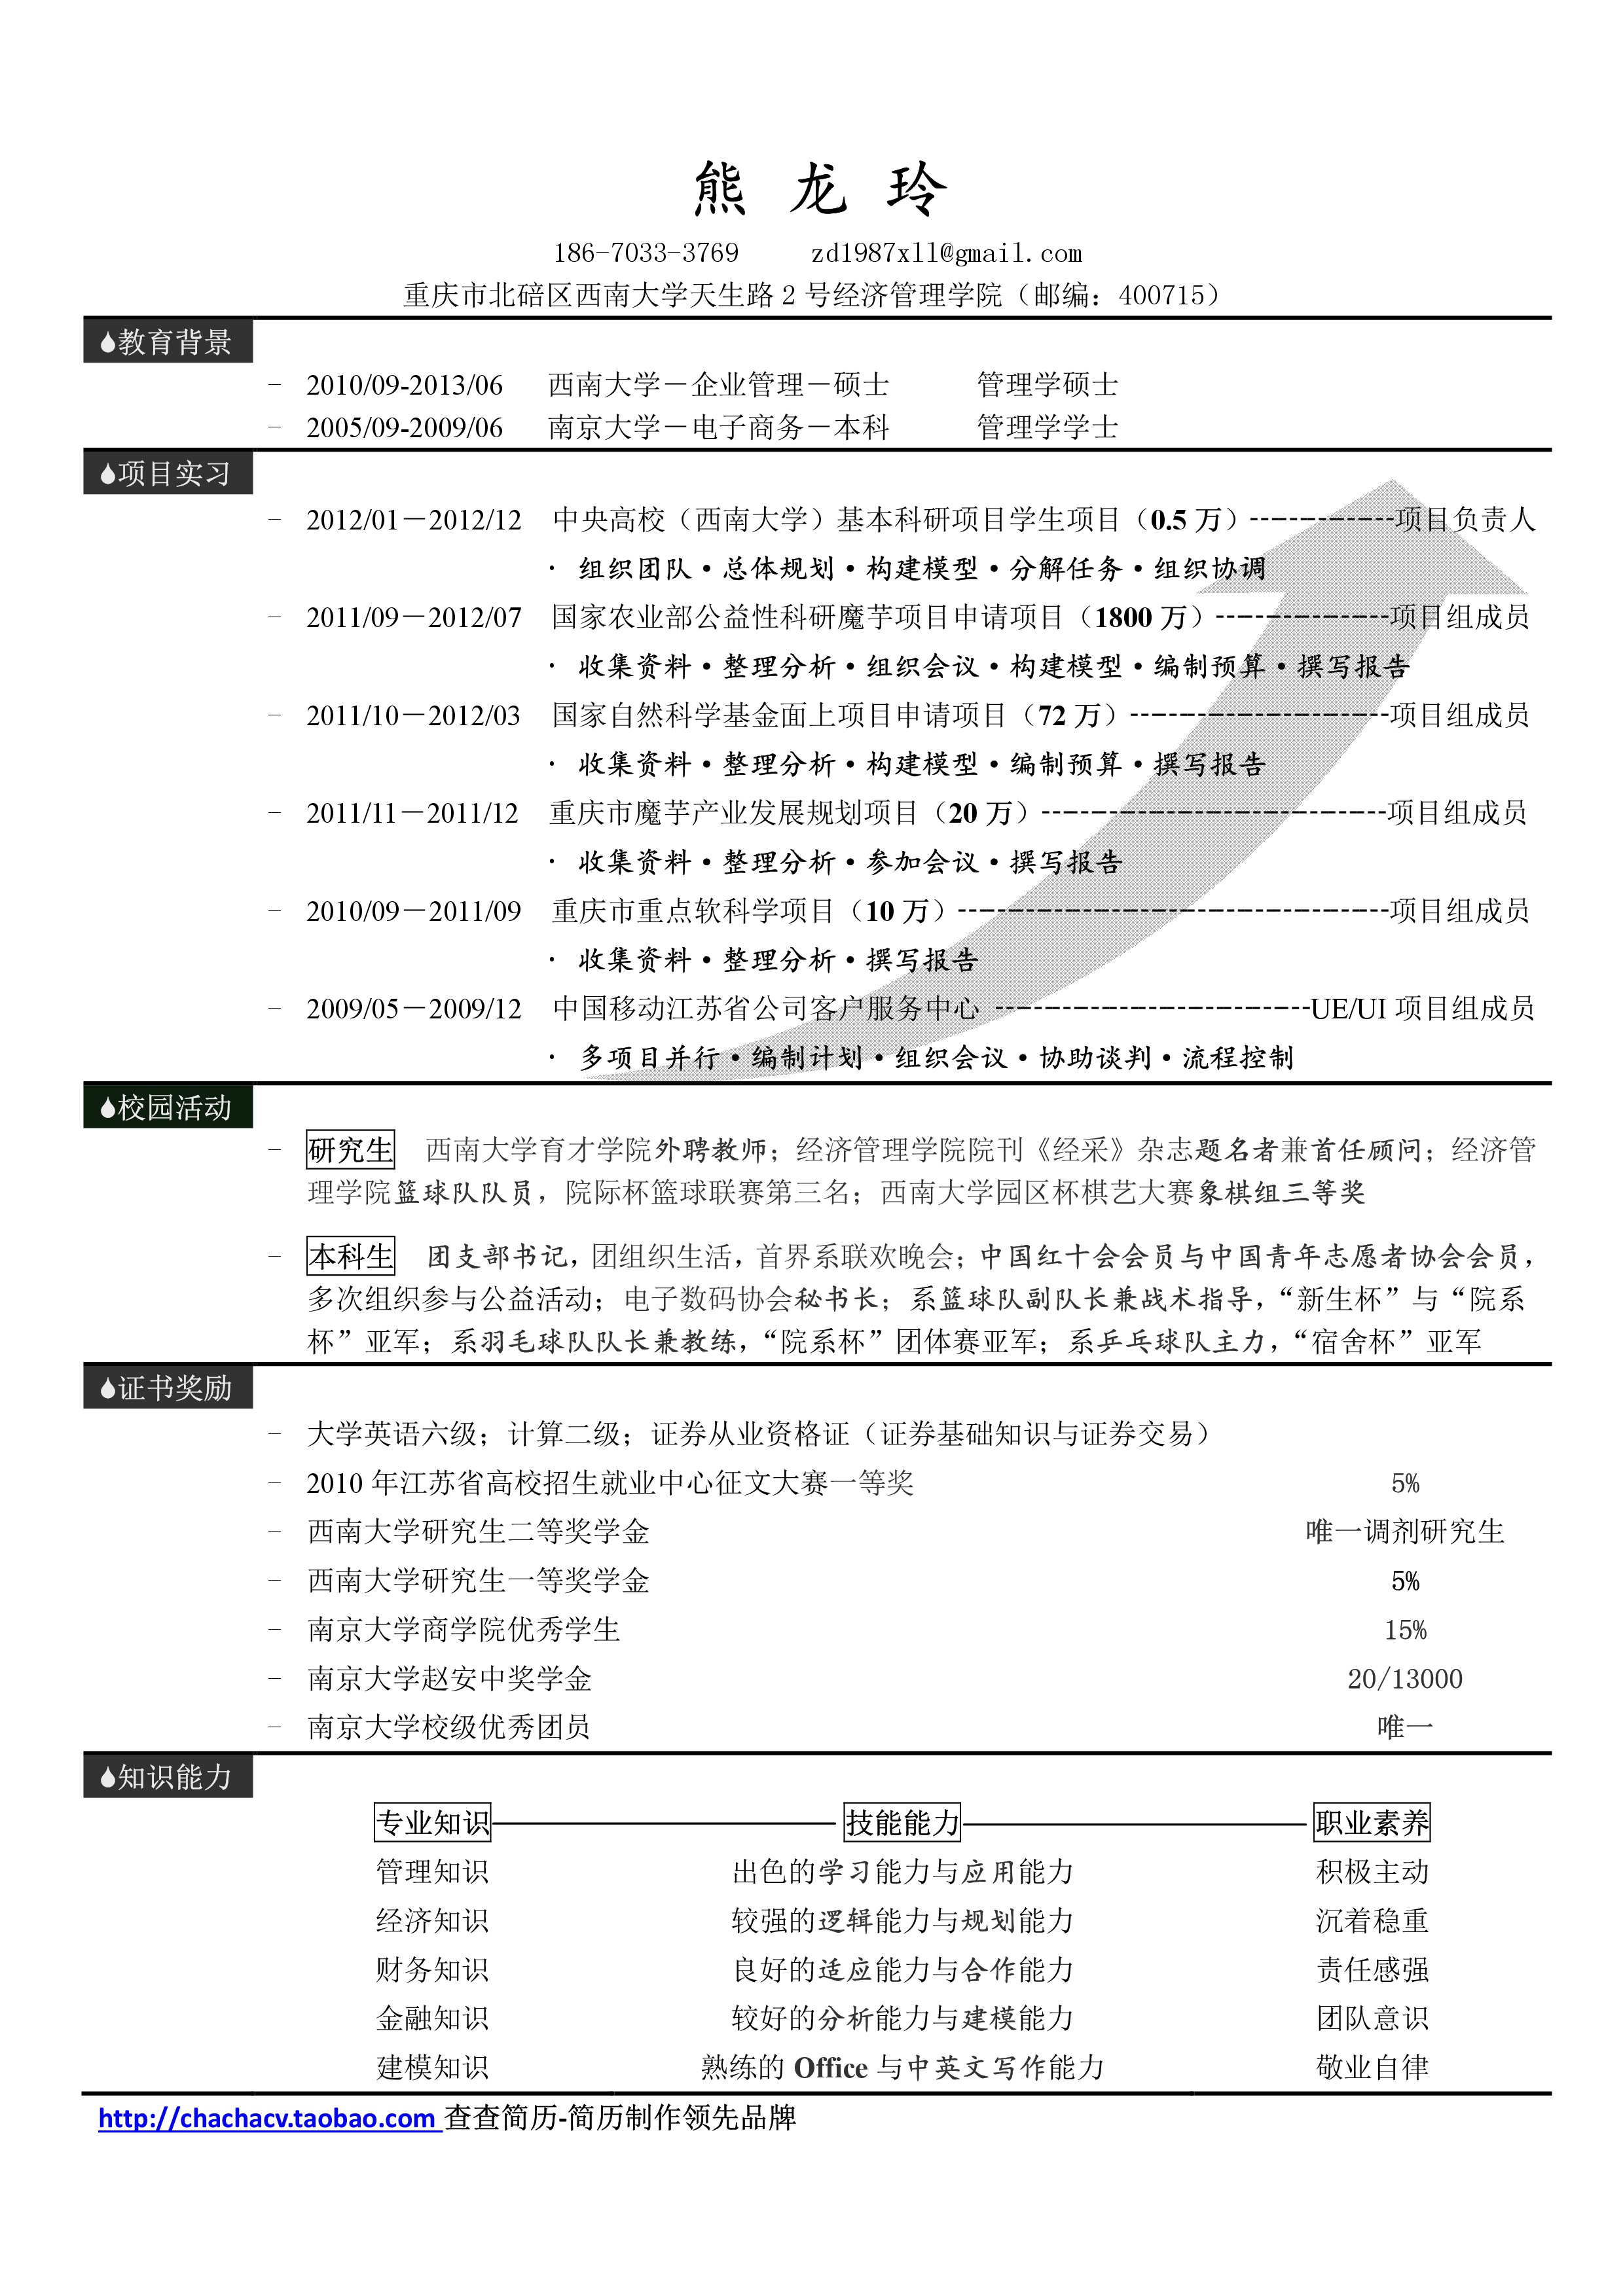 熊 龙 玲
186-7033-3769 zd1987xll@gmail.com
重庆市北碚区西南大学天生路 2 号经济管理学院（邮编：400715）
教育背景
– 2010/09-2013/06 西南大学－企业管理－硕士 管理学硕士
– 2005/09-2009/06 南京大学－电子商务－本科 管理学学士
项目实习
– 2012/01－2012/12 中央高校（西南大学）基本科研项目学生项目（0.5 万）--------------项目负责人
· 组织团队·总体规划·构建模型·分解任务·组织协调
– 2011/09－2012/07 国家农业部公益性科研魔芋项目申请项目（1800 万）-----------------项目组成员
· 收集资料·整理分析·组织会议·构建模型·编制预算·撰写报告
– 2011/10－2012/03 国家自然科学基金面上项目申请项目（72 万）-------------------------项目组成员
· 收集资料·整理分析·构建模型·编制预算·撰写报告
– 2011/11－2011/12 重庆市魔芋产业发展规划项目（20 万）----------------------------------项目组成员
· 收集资料·整理分析·参加会议·撰写报告
– 2010/09－2011/09 重庆市重点软科学项目（10 万）------------------------------------------项目组成员
· 收集资料·整理分析·撰写报告
– 2009/05－2009/12 中国移动江苏省公司客户服务中心 -------------------------------UE/UI 项目组成员
· 多项目并行·编制计划·组织会议·协助谈判·流程控制
校园活动
– 研究生 西南大学育才学院外聘教师；经济管理学院院刊《经采》杂志题名者兼首任顾问；经济管
理学院篮球队队员，院际杯篮球联赛第三名；西南大学园区杯棋艺大赛象棋组三等奖
– 本科生 团支部书记，团组织生活，首界系联欢晚会；中国红十会会员与中国青年志愿者协会会员，
多次组织参与公益活动；电子数码协会秘书长；系篮球队副队长兼战术指导，“新生杯”与“院系
杯”亚军；系羽毛球队队长兼教练，“院系杯”团体赛亚军；系乒乓球队主力，“宿舍杯”亚军
证书奖励
– 大学英语六级；计算二级；证券从业资格证（证券基础知识与证券交易）
– 2010 年江苏省高校招生就业中心征文大赛一等奖 5%
– 西南大学研究生二等奖学金 唯一调剂研究生
– 西南大学研究生一等奖学金 5%
– 南京大学商学院优秀学生 15%
– 南京大学赵安中奖学金 20/13000
– 南京大学校级优秀团员 唯一
知识能力
专业知识 技能能力 职业素养
管理知识 出色的学习能力与应用能力 积极主动
经济知识 较强的逻辑能力与规划能力 沉着稳重
财务知识 良好的适应能力与合作能力 责任感强
金融知识 较好的分析能力与建模能力 团队意识
建模知识 熟练的 Office 与中英文写作能力 敬业自律
http://chachacv.taobao.com 查查简历-简历制作领先品牌